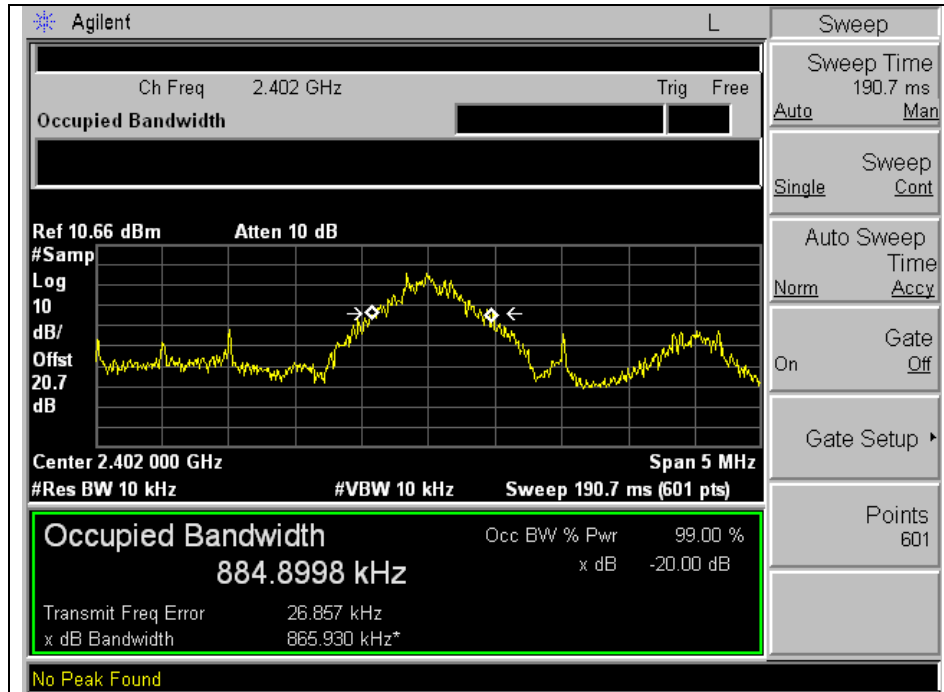 Agilent L Sweep
Ch Freq 2.402 GHz Trig Free
Occupied Bandwidth
Ref 10.66 dBm Atten 10 dB
#Samp
Log
10
dB/
Offst
20.7
dB
Center 2.402 000 GHz Span 5 MHz
#Res BW 10 kHz #VBW 10 kHz Sweep 190.7 ms (601 pts)
Occupied Bandwidth
884.8998 kHz
Occ BW % Pwr 99.00 %
x dB -20.00 dB
Transmit Freq Error 26.857 kHz
x dB Bandwidth 865.930 kHz*
No Peak Found
Sweep Time
190.7 ms
Auto Man
Sweep
Single Cont
Auto Sweep
Time
Norm Accy
Gate
On Off
Gate Setup
Points
601